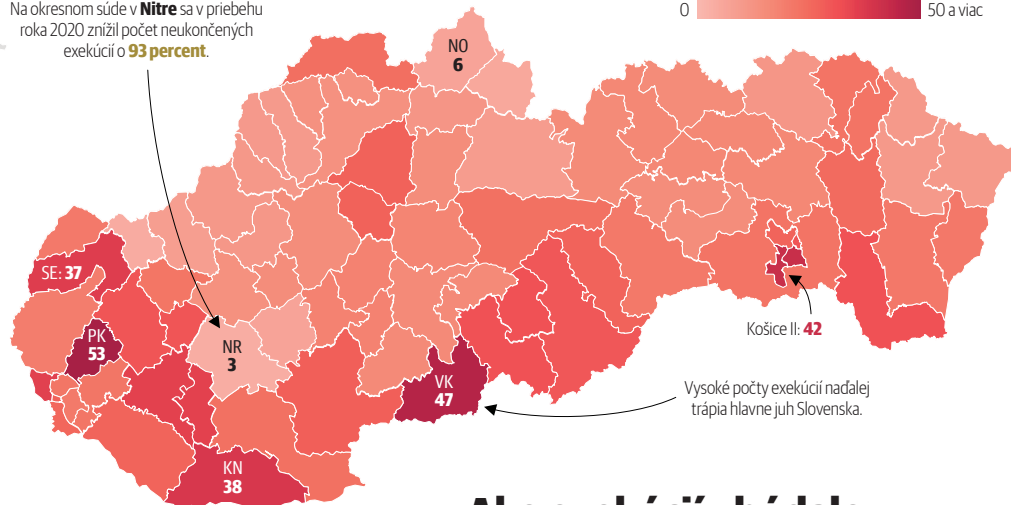 Na okresnom súde v Nitre sa v priebehu
roka 2020 znížil počet neukončených
exekúcií o 93 percent.
0
50 a viac
NO
6
SE: 37
PK
53
NR
3
Košice II: 42
VK
47
Vysoké počty exekúcií naďalej
trápia hlavne juh Slovenska.
KN
38